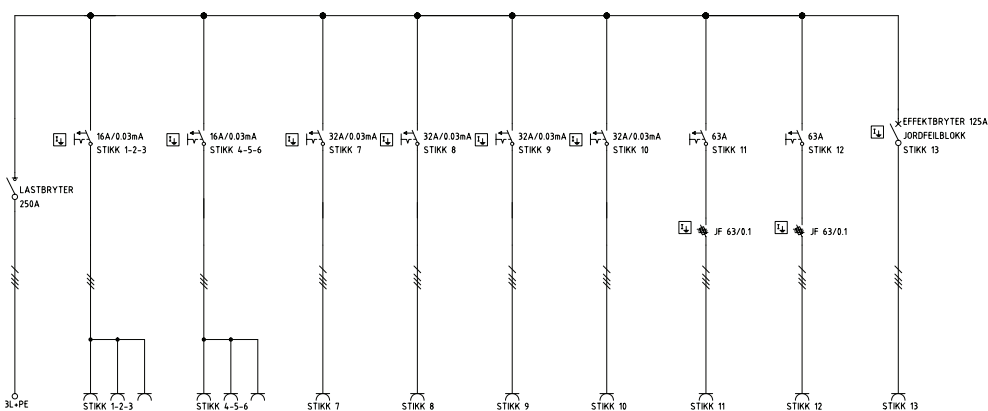 16A/0.03mA
STIKK 1-2-3
16A/0.03mA
STIKK 4-5-6
32A/0.03mA
STIKK 7
32A/0.03mA
STIKK 8
32A/0.03mA
STIKK 9
32A/0.03mA
STIKK 10
63A
STIKK 11
63A
STIKK 12
EFFEKTBRYTER 125A
JORDFEILBLOKK
STIKK 13
LASTBRYTER
250A
JF 63/0.1
JF 63/0.1
3L+PE
STIKK 1-2-3
STIKK 4-5-6
STIKK 7
STIKK 8
STIKK 9
STIKK 10
STIKK 11
STIKK 12
STIKK 13